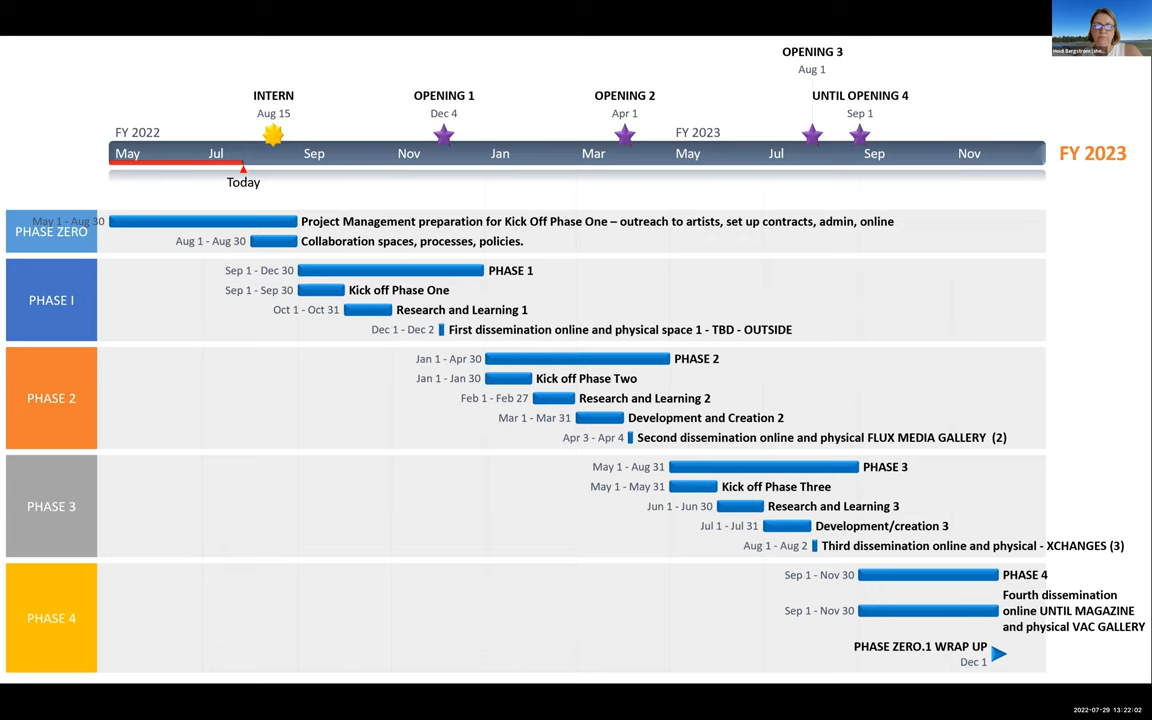 Heidi Bergstrom
OPENING 3
Aug 1
INTERN
OPENING 1
OPENING 2
UNTIL OPENING 4
Aug 15
Dec 4
Apr 1
Sep 1
FY 2022
FY 2023
May Jul Sep Nov Jan Mar May Jul Sep Nov
FY 2023
Today
PHASE ZERO
May 1 - Aug 30 Project Management preparation for Kick Off Phase One – outreach to artists, set up contracts, admin, online
Aug 1 - Aug 30 Collaboration spaces, processes, policies.
PHASE I
Sep 1 - Dec 30 PHASE 1
Sep 1 - Sep 30 Kick off Phase One
Oct 1 - Oct 31 Research and Learning 1
Dec 1 - Dec 2 First dissemination online and physical space 1 - TBD - OUTSIDE
PHASE 2
Jan 1 - Apr 30 PHASE 2
Jan 1 - Jan 30 Kick off Phase Two
Feb 1 - Feb 27 Research and Learning 2
Mar 1 - Mar 31 Development and Creation 2
Apr 3 - Apr 4 Second dissemination online and physical FLUX MEDIA GALLERY (2)
PHASE 3
May 1 - Aug 31 PHASE 3
May 1 - May 31 Kick off Phase Three
Jun 1 - Jun 30 Research and Learning 3
Jul 1 - Jul 31 Development/creation 3
Aug 1 - Aug 2 Third dissemination online and physical - XCHANGES (3)
PHASE 4
Sep 1 - Nov 30 PHASE 4
Sep 1 - Nov 30 Fourth dissemination
online UNTIL MAGAZINE
and physical VAC GALLERY
PHASE ZERO.1 WRAP UP
Dec 1
2022-07-29 13:22:02